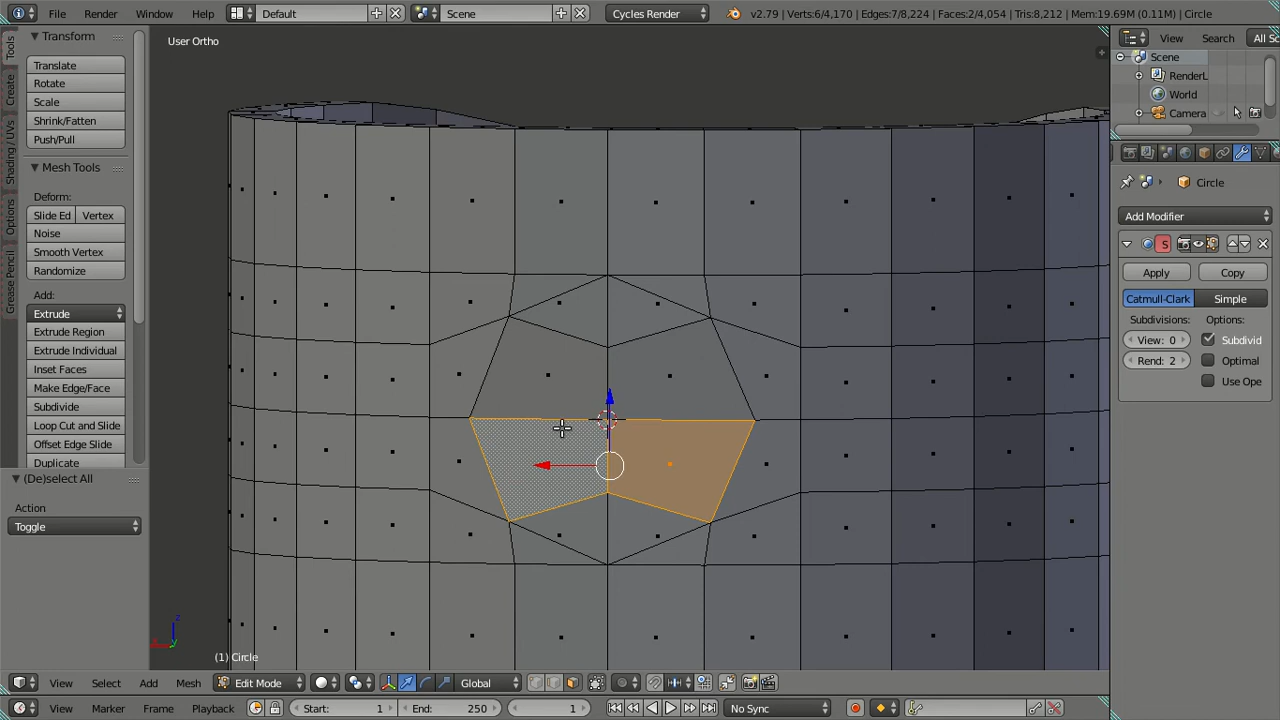 File Render Window Help Default Scene Cycles Render v2.79 | Verts:6/4,170 | Edges:7/8,224 | Faces:2/4,054 | Tris:8,212 | Mem:19.69M (0.11M) | Circle
Tools
Create
Shading / UVs
Options
Grease Pencil
Transform
Translate
Rotate
Scale
Shrink/Fatten
Push/Pull
Mesh Tools
Deform:
Slide Ed Vertex
Noise
Smooth Vertex
Randomize
Add:
Extrude
Extrude Region
Extrude Individual
Inset Faces
Make Edge/Face
Subdivide
Loop Cut and Slide
Offset Edge Slide
Duplicate
(De)select All
Action
Toggle
User Ortho
z
x
y
(1) Circle
View Search All Sc
Scene
RenderL
World
Camera
Circle
Add Modifier
S
Apply Copy
Catmull-Clark Simple
Subdivisions: Options:
View: 0 Subdivid
Rend: 2 Optimal
Use Ope
View Select Add Mesh Edit Mode Global
View Marker Frame Playback Start: 1 End: 250 1 No Sync